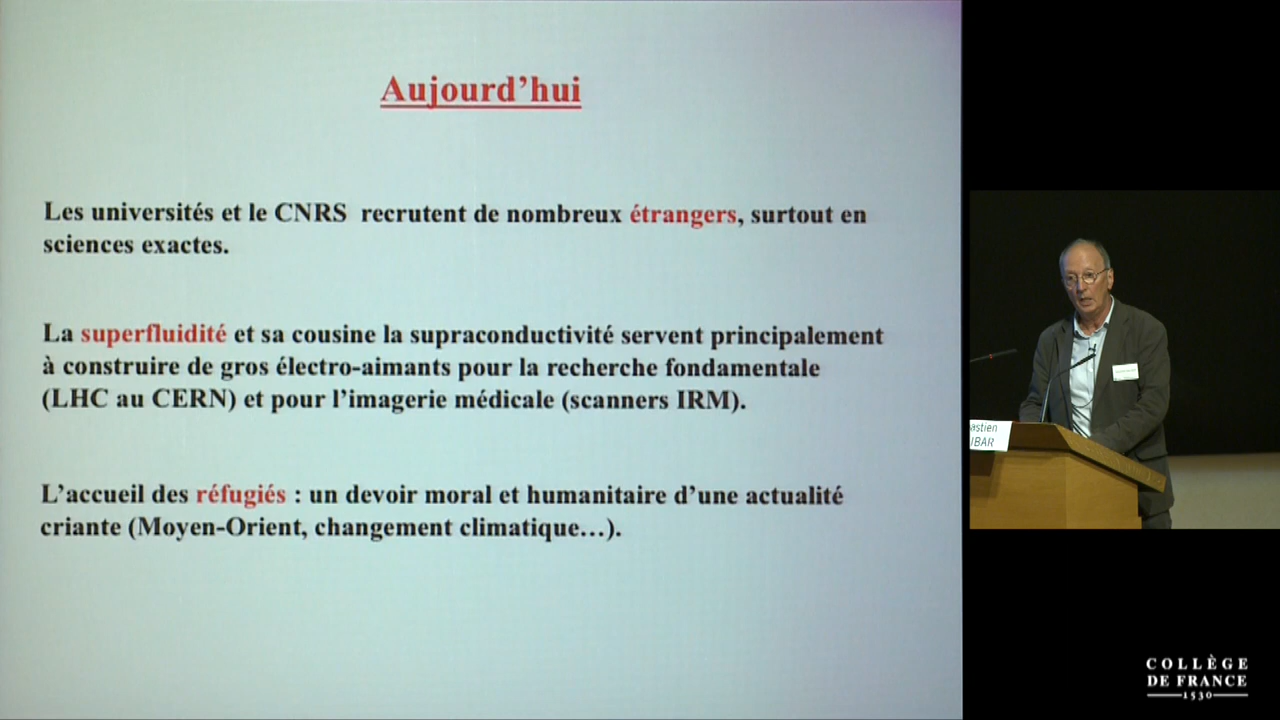 Aujourd’hui
Les universités et le CNRS recrutent de nombreux étrangers, surtout en
sciences exactes.
La superfluidité et sa cousine la supraconductivité servent principalement
à construire de gros électro-aimants pour la recherche fondamentale
(LHC au CERN) et pour l’imagerie médicale (scanners IRM).
L’accueil des réfugiés : un devoir moral et humanitaire d’une actualité
criante (Moyen-Orient, changement climatique…).
astien
IBAR
COLLÈGE
DE FRANCE
1530